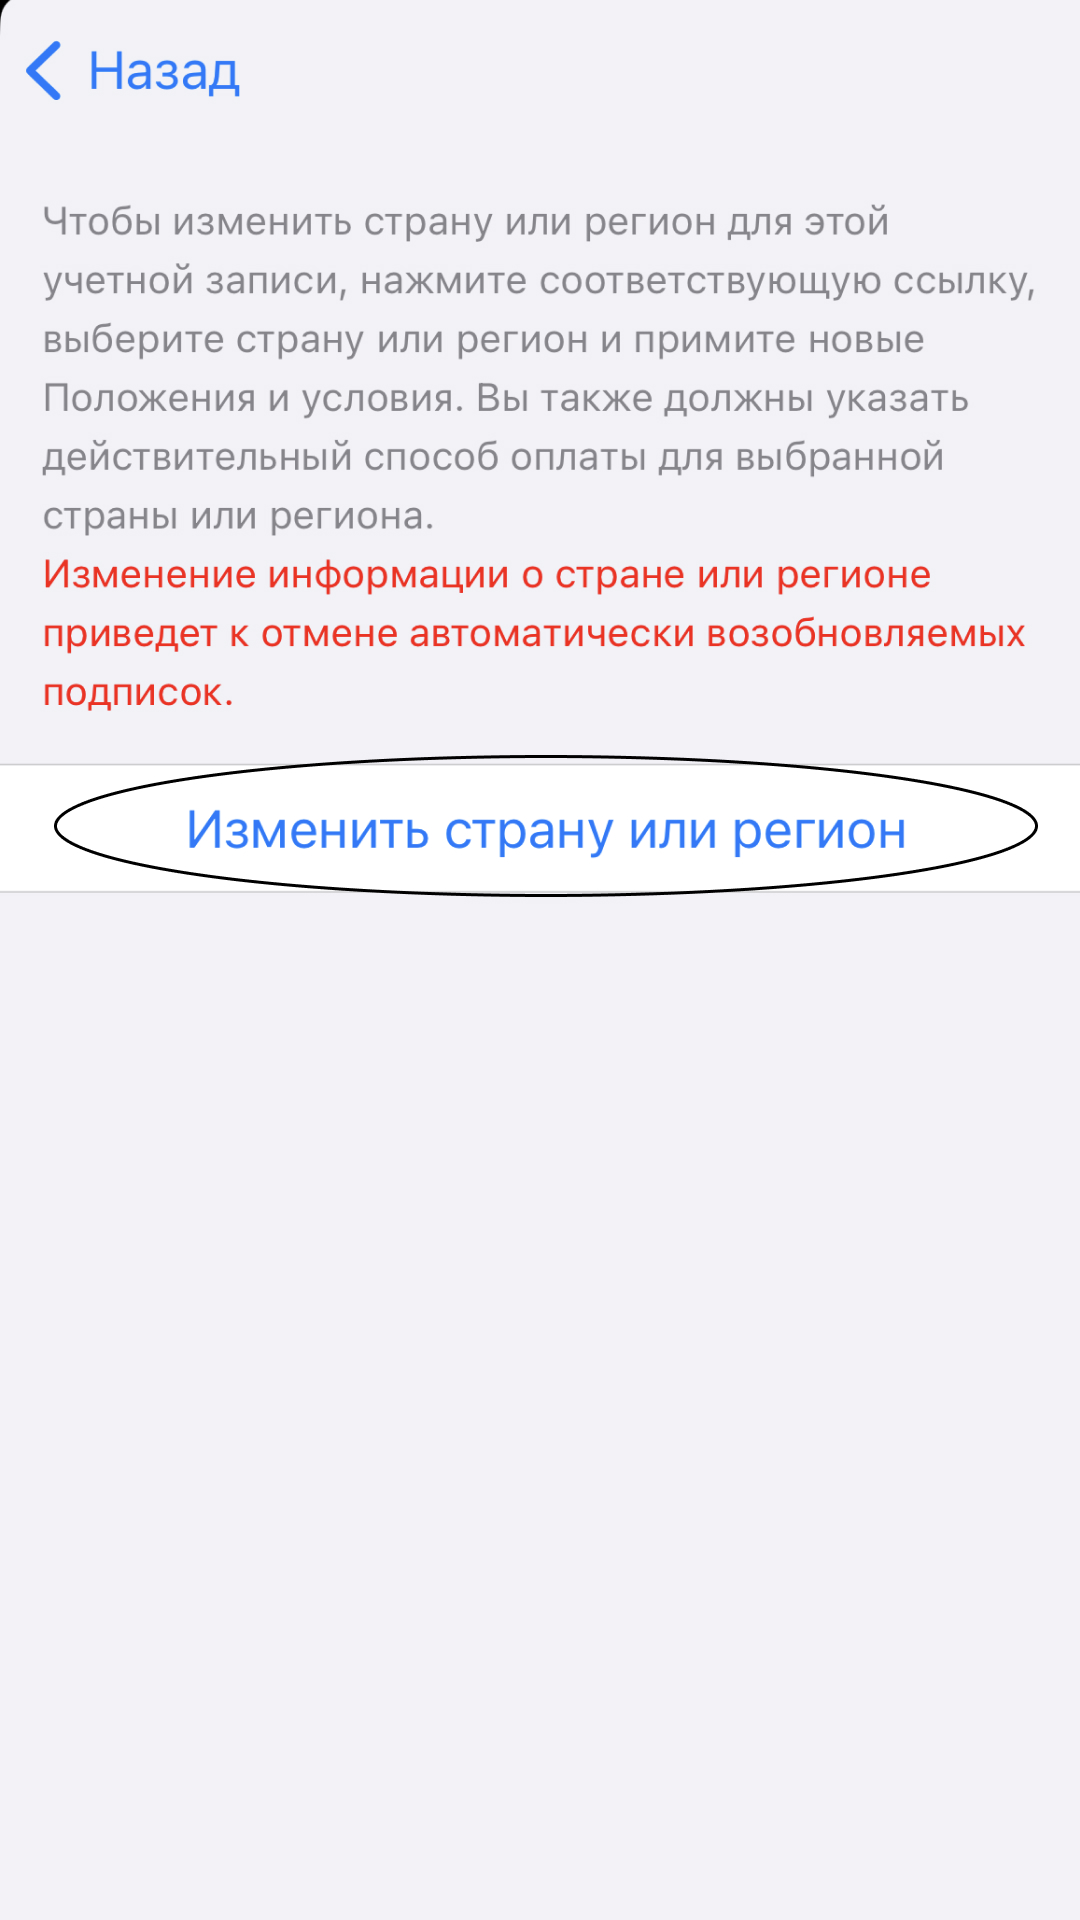 Назад
Чтобы изменить страну или регион для этой
учетной записи, нажмите соответствующую ссылку,
выберите страну или регион и примите новые
Положения и условия. Вы также должны указать
действительный способ оплаты для выбранной
страны или региона.
Изменение информации о стране или регионе
приведет к отмене автоматически возобновляемых
подписок.
Изменить страну или регион